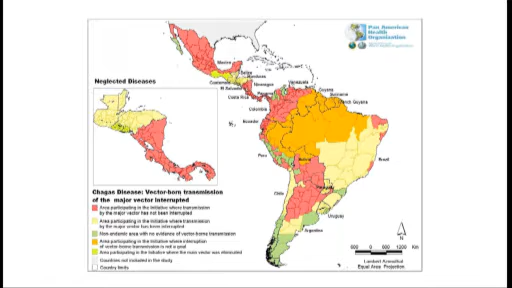 Pan American
Health
Organization
Neglected Diseases
Mexico
Belize
Honduras
Guatemala
El Salvador
Nicaragua
Costa Rica
Panama
Venezuela
Guyana
Suriname
French Guyana
Colombia
Ecuador
Peru
Brazil
Bolivia
Paraguay
Chile
Uruguay
Argentina
Chagas Disease: Vector-born transmission
of the major vector interrupted
Area participating in the initiative where transmission
by the major vector has not been interrupted
Area participating in the initiative where transmission
by the major vector has been interrupted
Non-endemic area with no evidence of vector-borne transmission
Area participating in the initiative where interruption
of vector-borne transmission is not a goal
Area participating in the initiative where the main vector was eliminated
Countries not included in the study
Country limits
N
600 0 600 1200 Km
Lambert Azimuthal
Equal Area Projection